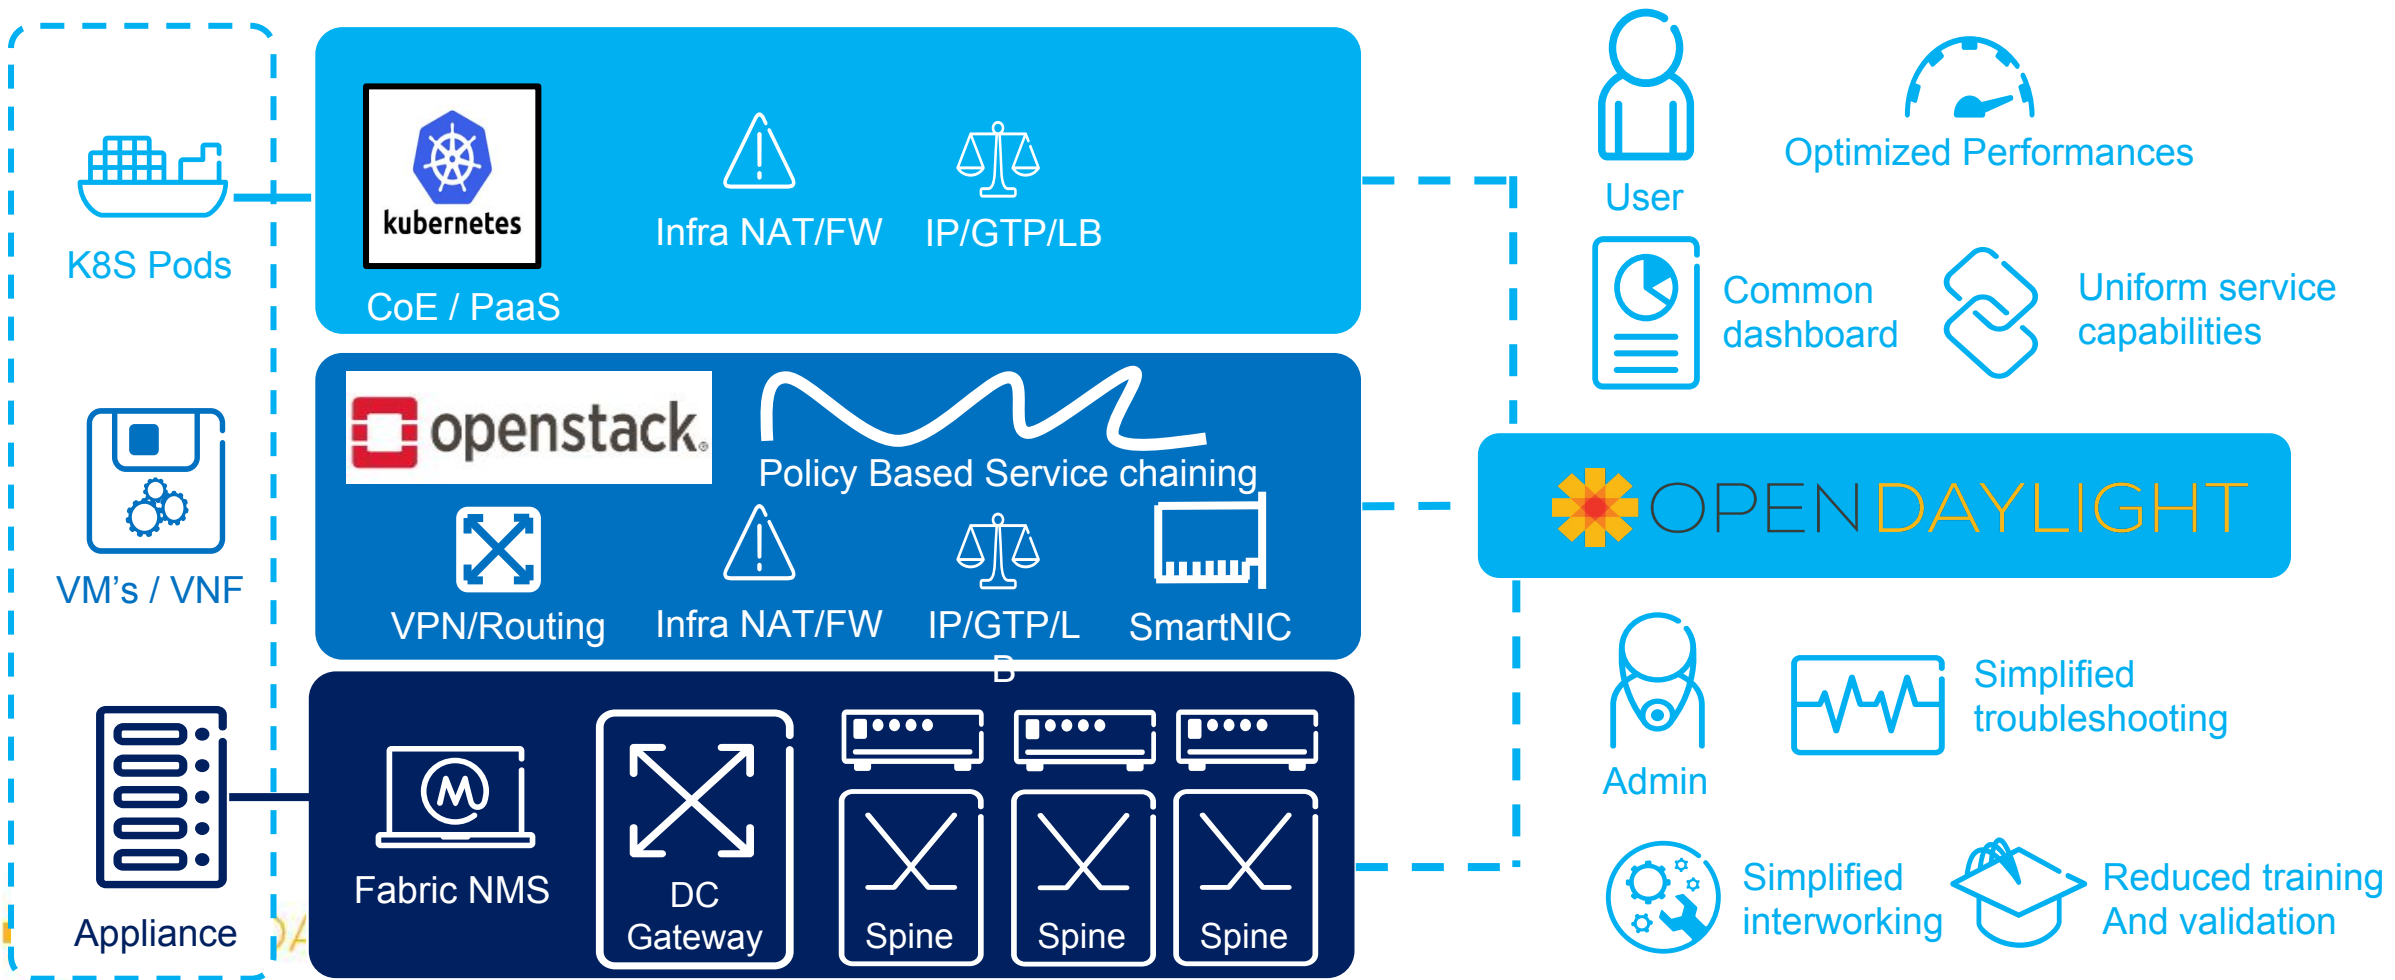 K8S Pods
VM's / VNF
Appliance
kubernetes
CoE / PaaS
Infra NAT/FW
IP/GTP/LB
openstack.
Policy Based Service chaining
VPN/Routing
Infra NAT/FW
IP/GTP/L
B
SmartNIC
Fabric NMS
DC
Gateway
Spine
Spine
Spine
User
Optimized Performances
Common
dashboard
Uniform service
capabilities
OPENDAYLIGHT
Admin
Simplified
troubleshooting
Simplified
interworking
Reduced training
And validation